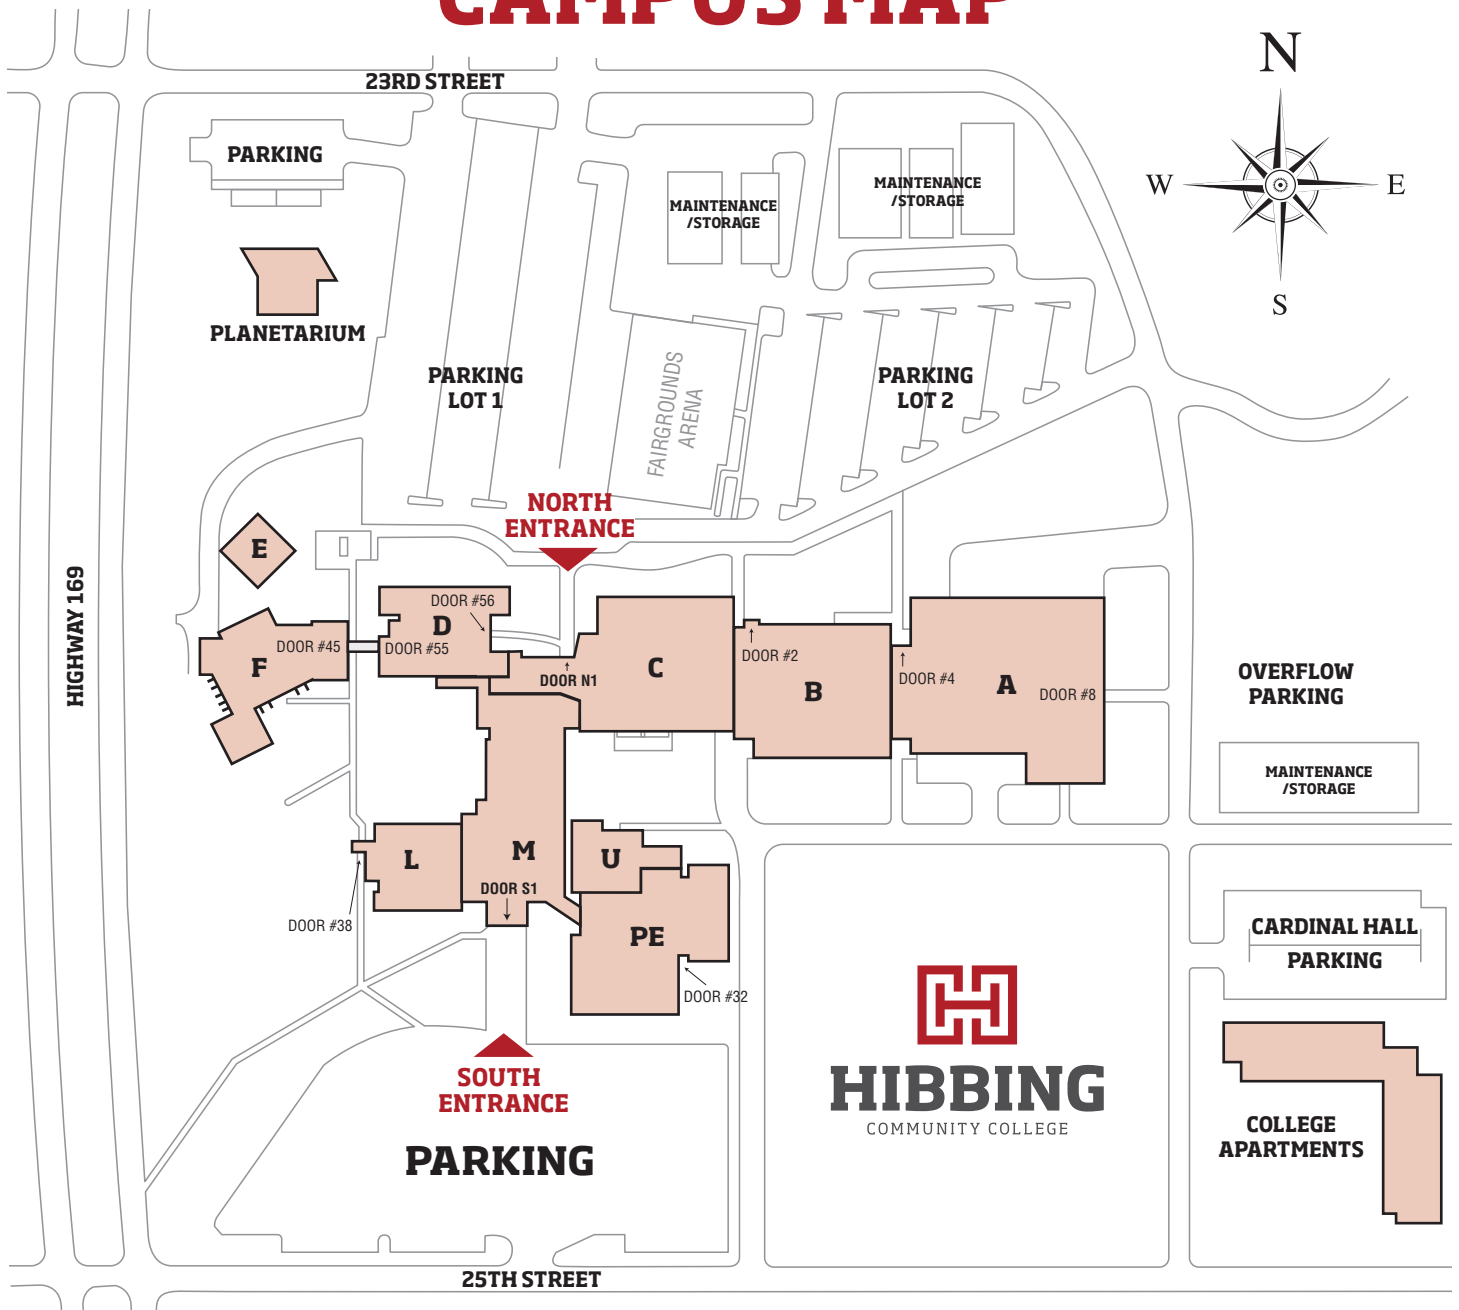 CAMPUS MAP
N
W
E
S
23RD STREET
PARKING
MAINTENANCE
/STORAGE
MAINTENANCE
/STORAGE
PLANETARIUM
PARKING
LOT 1
FAIRGROUNDS
ARENA
PARKING
LOT 2
NORTH
ENTRANCE
HIGHWAY 169
E
DOOR #56
D
DOOR #45
DOOR #55
F
DOOR N1
C
DOOR #2
B
DOOR #4
A
DOOR #8
OVERFLOW
PARKING
MAINTENANCE
/STORAGE
L
M
U
DOOR S1
DOOR #38
PE
DOOR #32
CARDINAL HALL
PARKING
SOUTH
ENTRANCE
PARKING
HIBBING
COMMUNITY COLLEGE
COLLEGE
APARTMENTS
25TH STREET